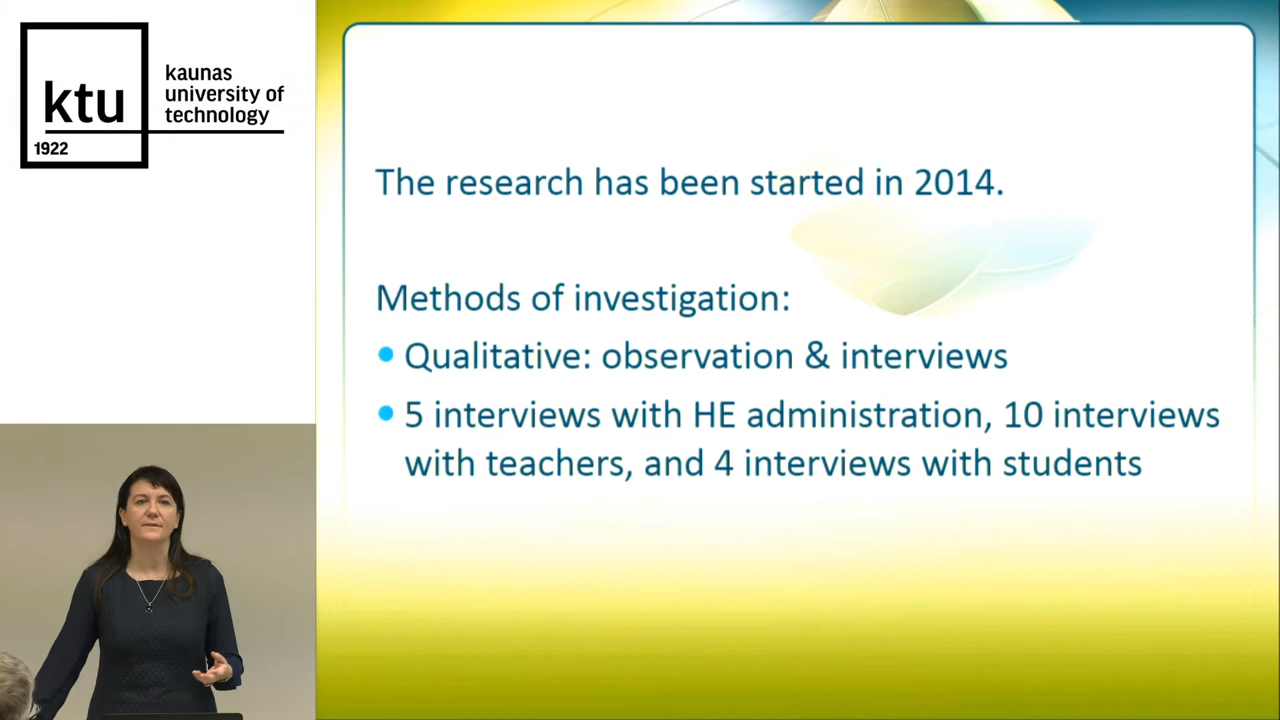 ktu
1922
kaunas
university of
technology
The research has been started in 2014.
Methods of investigation:
• Qualitative: observation & interviews
• 5 interviews with HE administration, 10 interviews
with teachers, and 4 interviews with students